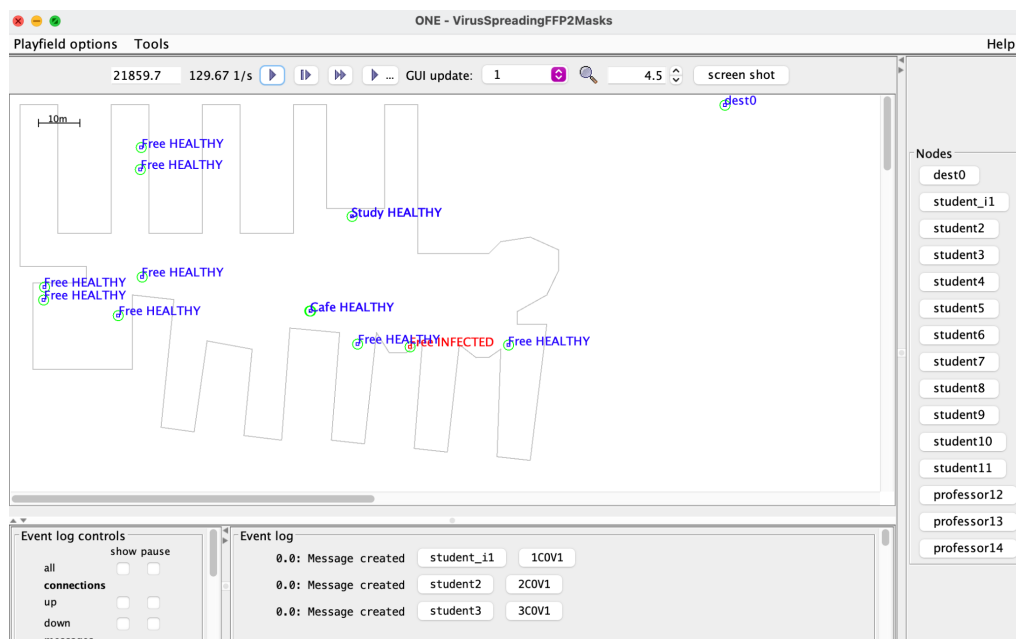 ONE - VirusSpreadingFFP2Masks
Playfield options Tools Help
21859.7 129.67 1/s ... GUI update: 1 4.5 screen shot
10m
dest0
Free HEALTHY
Free HEALTHY
Study HEALTHY
Free HEALTHY
Free HEALTHY
Free HEALTHY
Free HEALTHY
Cafe HEALTHY
Free HEALTHY
Free INFECTED
Free HEALTHY
Nodes
dest0
student_i1
student2
student3
student4
student5
student6
student7
student8
student9
student10
student11
professor12
professor13
professor14
Event log controls
show pause
all
connections
up
down
Event log
0.0: Message created student_i1 1COV1
0.0: Message created student2 2COV1
0.0: Message created student3 3COV1